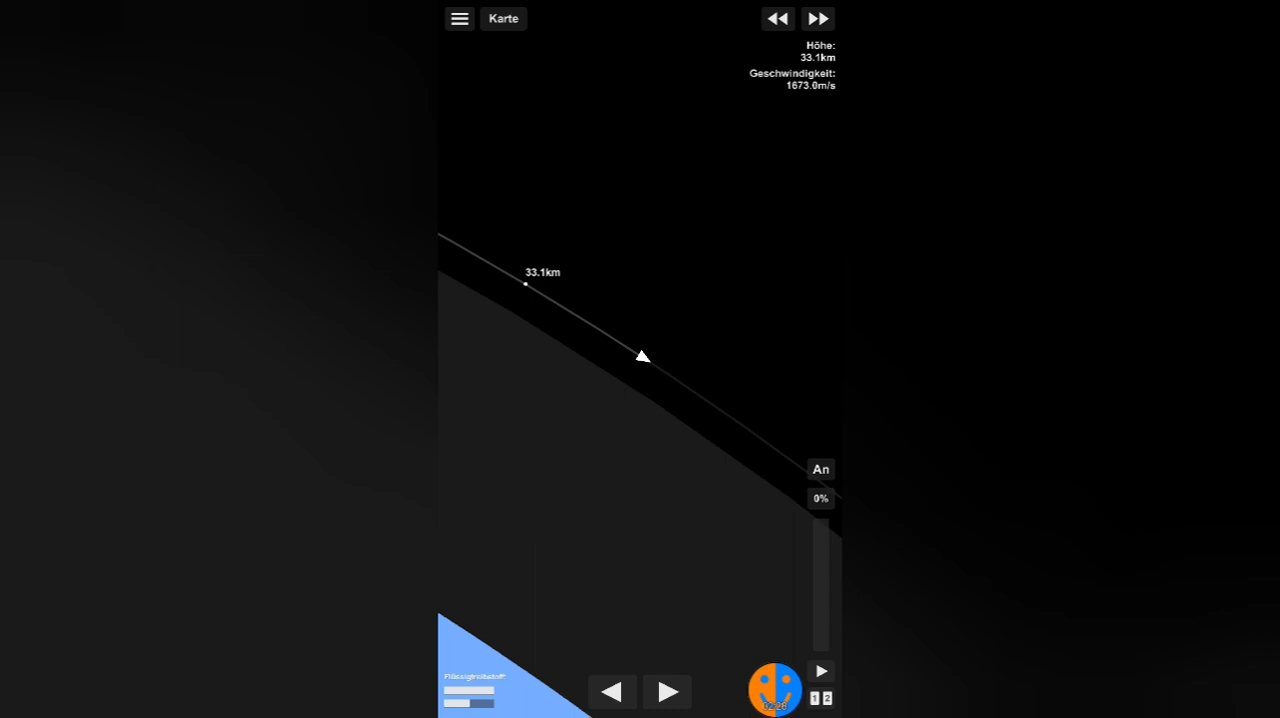 Karte
Höhe:
33.1km
Geschwindigkeit:
1673.0m/s
33.1km
An
0%
Flüssigtreibstoff:
1 2